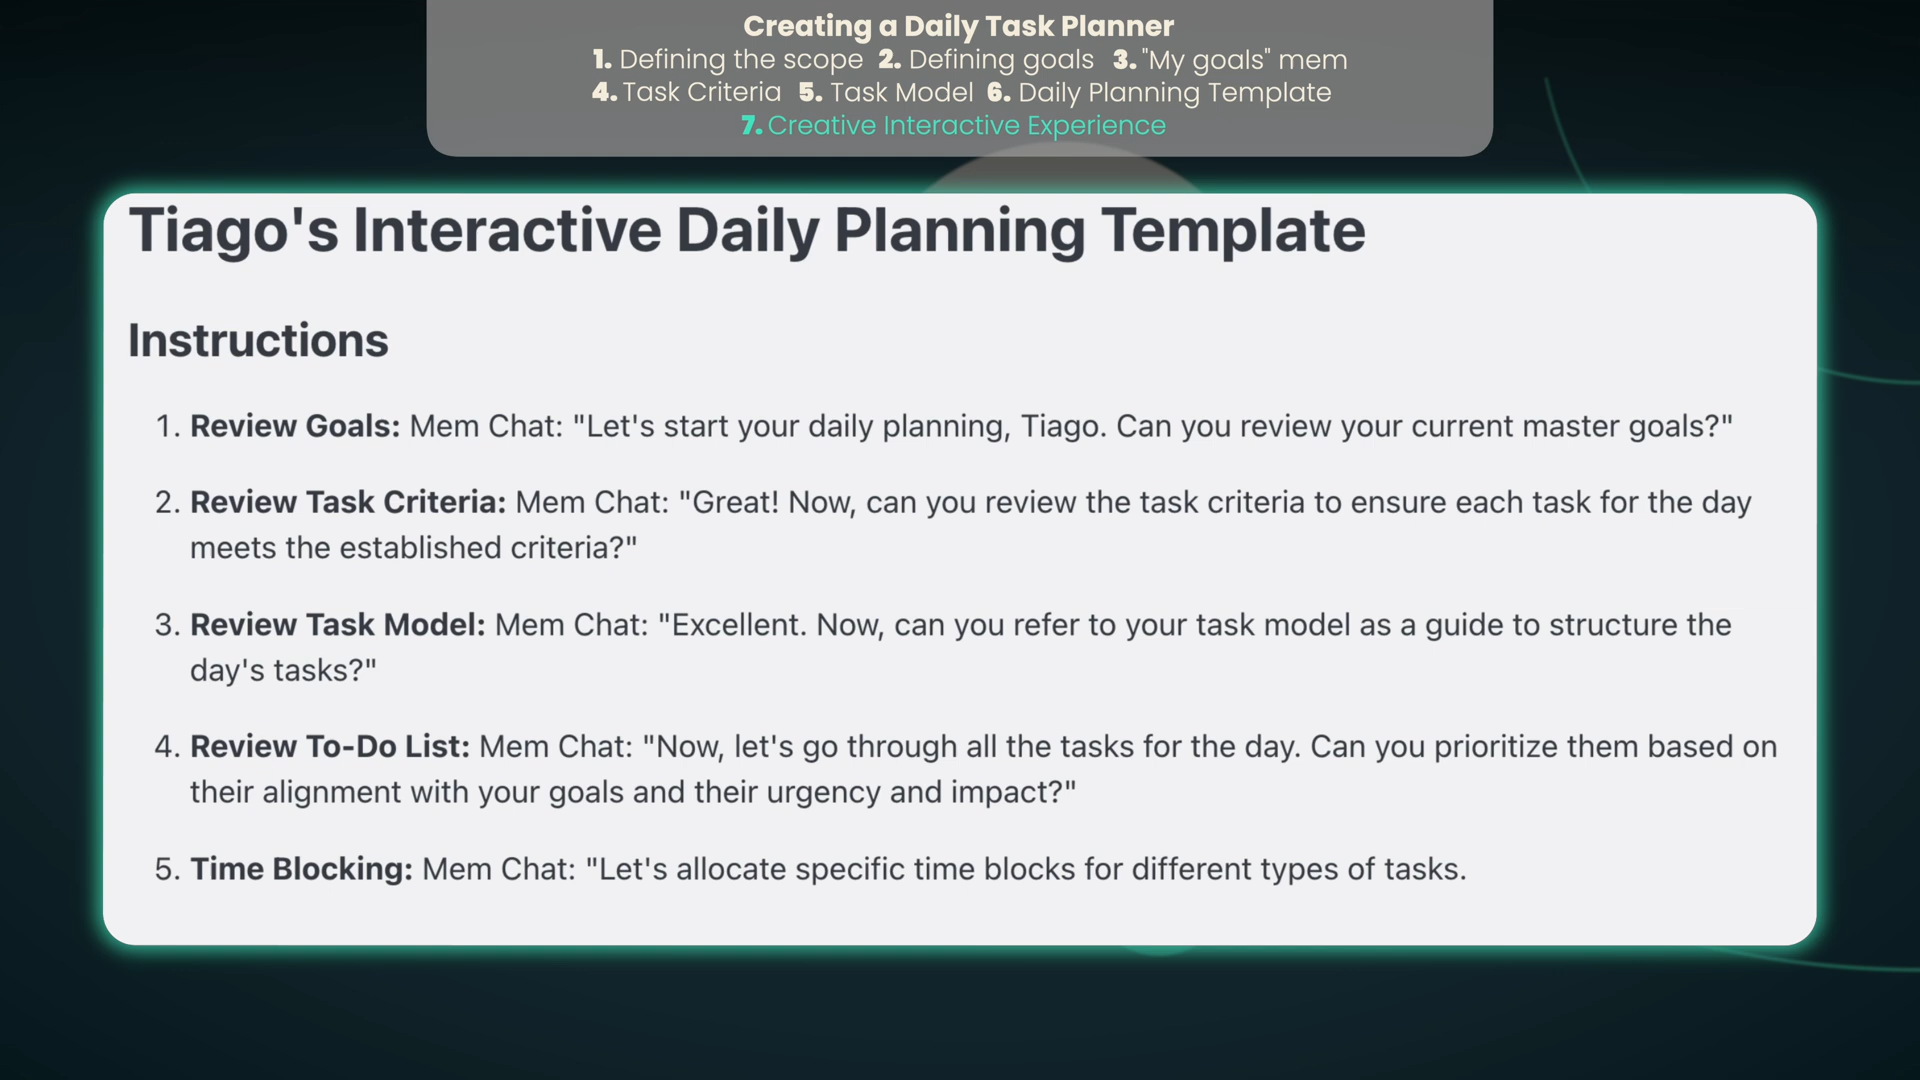 Creating a Daily Task Planner
1. Defining the scope 2. Defining goals 3. "My goals" mem
4. Task Criteria 5. Task Model 6. Daily Planning Template
7. Creative Interactive Experience
Tiago's Interactive Daily Planning Template
Instructions
1. Review Goals: Mem Chat: "Let's start your daily planning, Tiago. Can you review your current master goals?"
2. Review Task Criteria: Mem Chat: "Great! Now, can you review the task criteria to ensure each task for the day
meets the established criteria?"
3. Review Task Model: Mem Chat: "Excellent. Now, can you refer to your task model as a guide to structure the
day's tasks?"
4. Review To-Do List: Mem Chat: "Now, let's go through all the tasks for the day. Can you prioritize them based on
their alignment with your goals and their urgency and impact?"
5. Time Blocking: Mem Chat: "Let's allocate specific time blocks for different types of tasks.